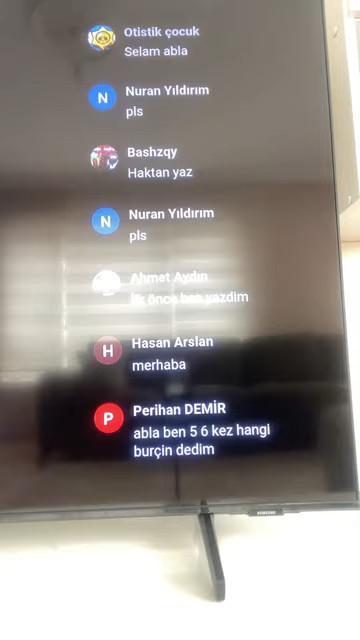 Otistik çocuk
Selam abla
N
Nuran Yıldırım
pls
Bashzqy
Haktan yaz
N
Nuran Yıldırım
pls
Ahmet Aydın
ilk önce ben yazdim
H
Hasan Arslan
merhaba
P
Perihan DEMİR
abla ben 5 6 kez hangi
burçin dedim
SAMSUNG